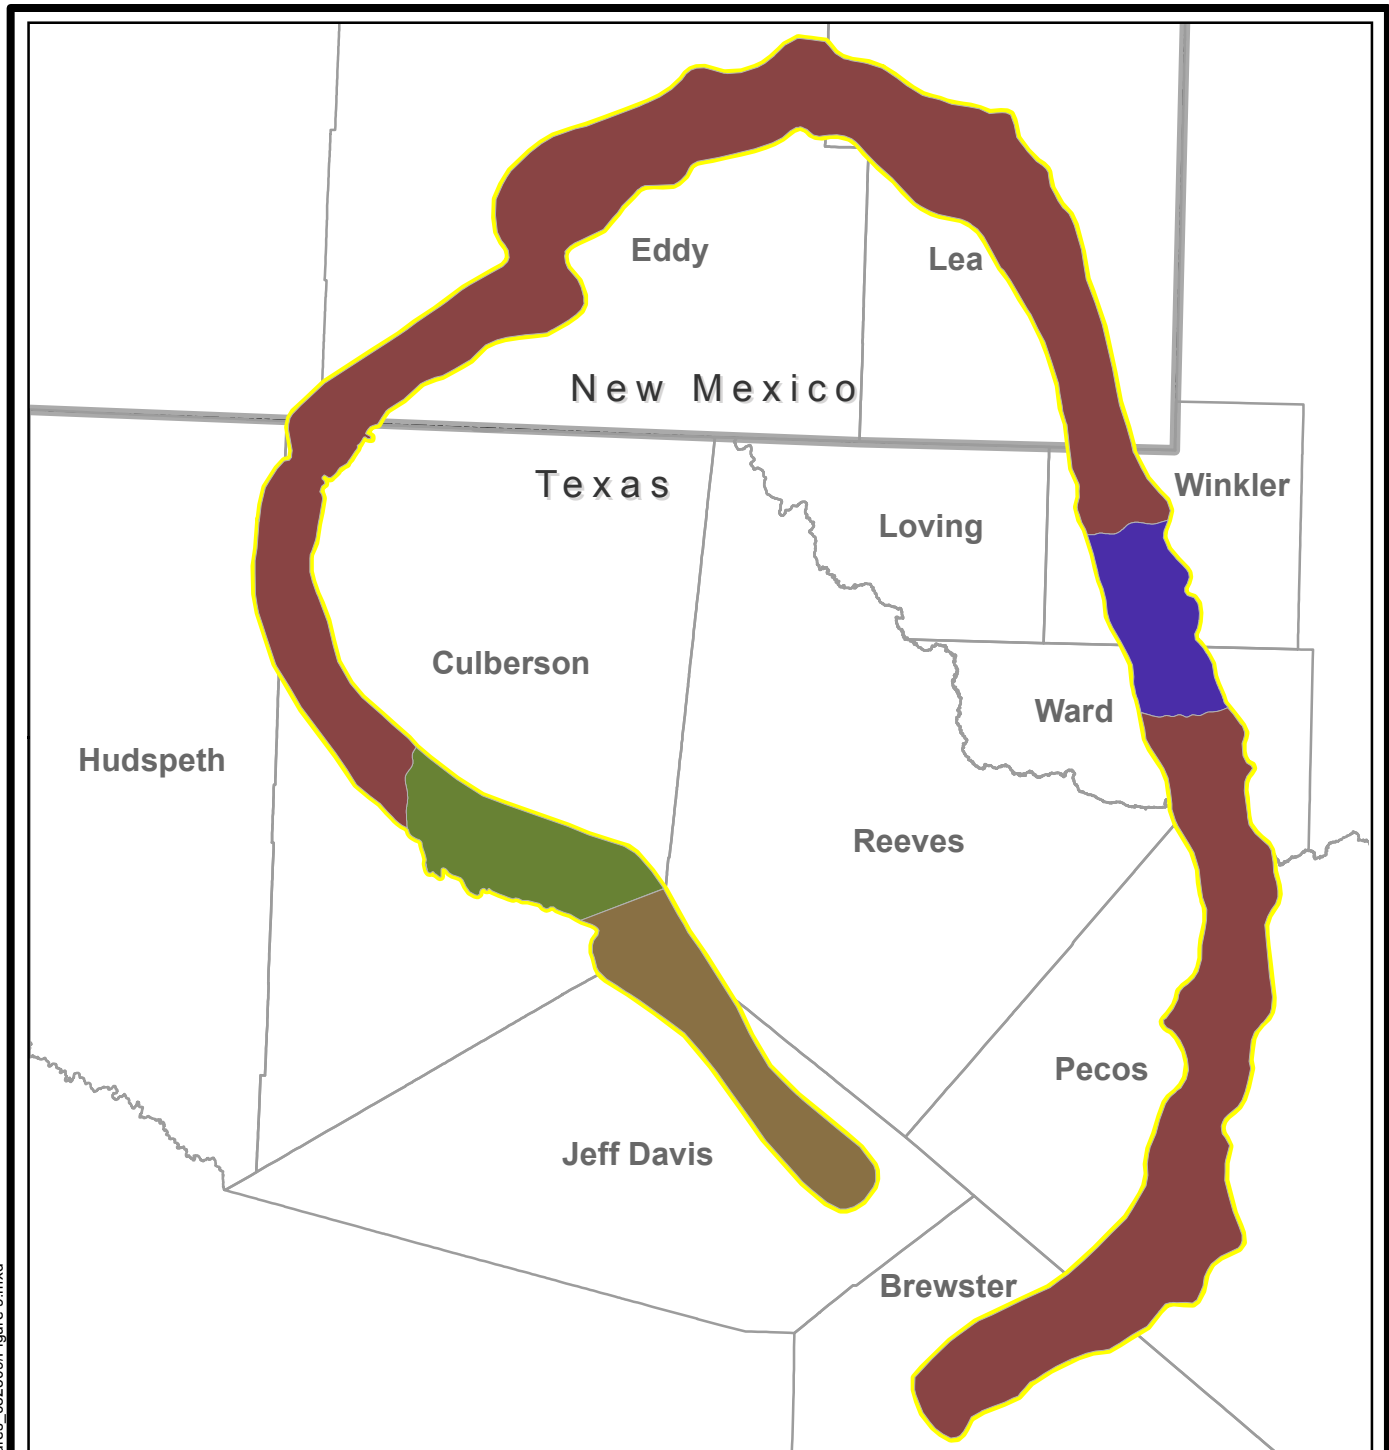 Eddy
Lea
New Mexico
Texas
Winkler
Loving
Culberson
Ward
Hudspeth
Reeves
Pecos
Jeff Davis
Brewster